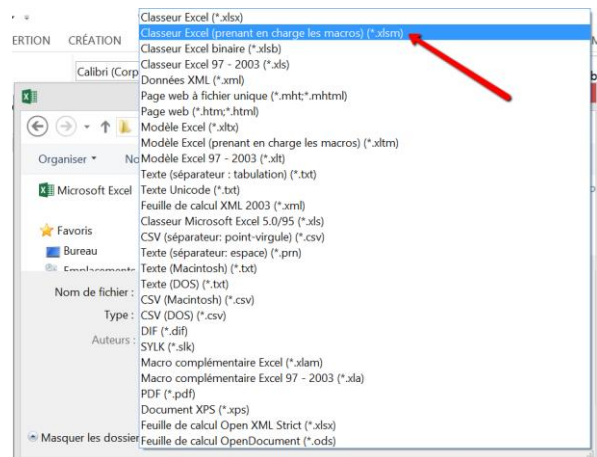 Classeur Excel (*.xlsx)
Classeur Excel (prenant en charge les macros) (*.xlsm)
ERTION CRÉATION
Classeur Excel binaire (*.xlsb)
Classeur Excel 97 - 2003 (*.xls)
Calibri (Corp
Données XML (*.xml)
Page web à fichier unique (*.mht;*.mhtml)
Page web (*.htm;*.html)
Modèle Excel (*.xltx)
Modèle Excel (prenant en charge les macros) (*.xltm)
Organiser No
Modèle Excel 97 - 2003 (*.xlt)
Texte (séparateur : tabulation) (*.txt)
Microsoft Excel
Texte Unicode (*.txt)
Feuille de calcul XML 2003 (*.xml)
Classeur Microsoft Excel 5.0/95 (*.xls)
Favoris
CSV (séparateur: point-virgule) (*.csv)
Bureau
Texte (séparateur: espace) (*.prn)
Emplacements
Texte (Macintosh) (*.txt)
Texte (DOS) (*.txt)
Nom de fichier :
CSV (Macintosh) (*.csv)
Type :
CSV (DOS) (*.csv)
DIF (*.dif)
Auteurs :
SYLK (*.slk)
Macro complémentaire Excel (*.xlam)
Macro complémentaire Excel 97 - 2003 (*.xla)
PDF (*.pdf)
Document XPS (*.xps)
Feuille de calcul Open XML Strict (*.xlsx)
Masquer les dossier
Feuille de calcul OpenDocument (*.ods)